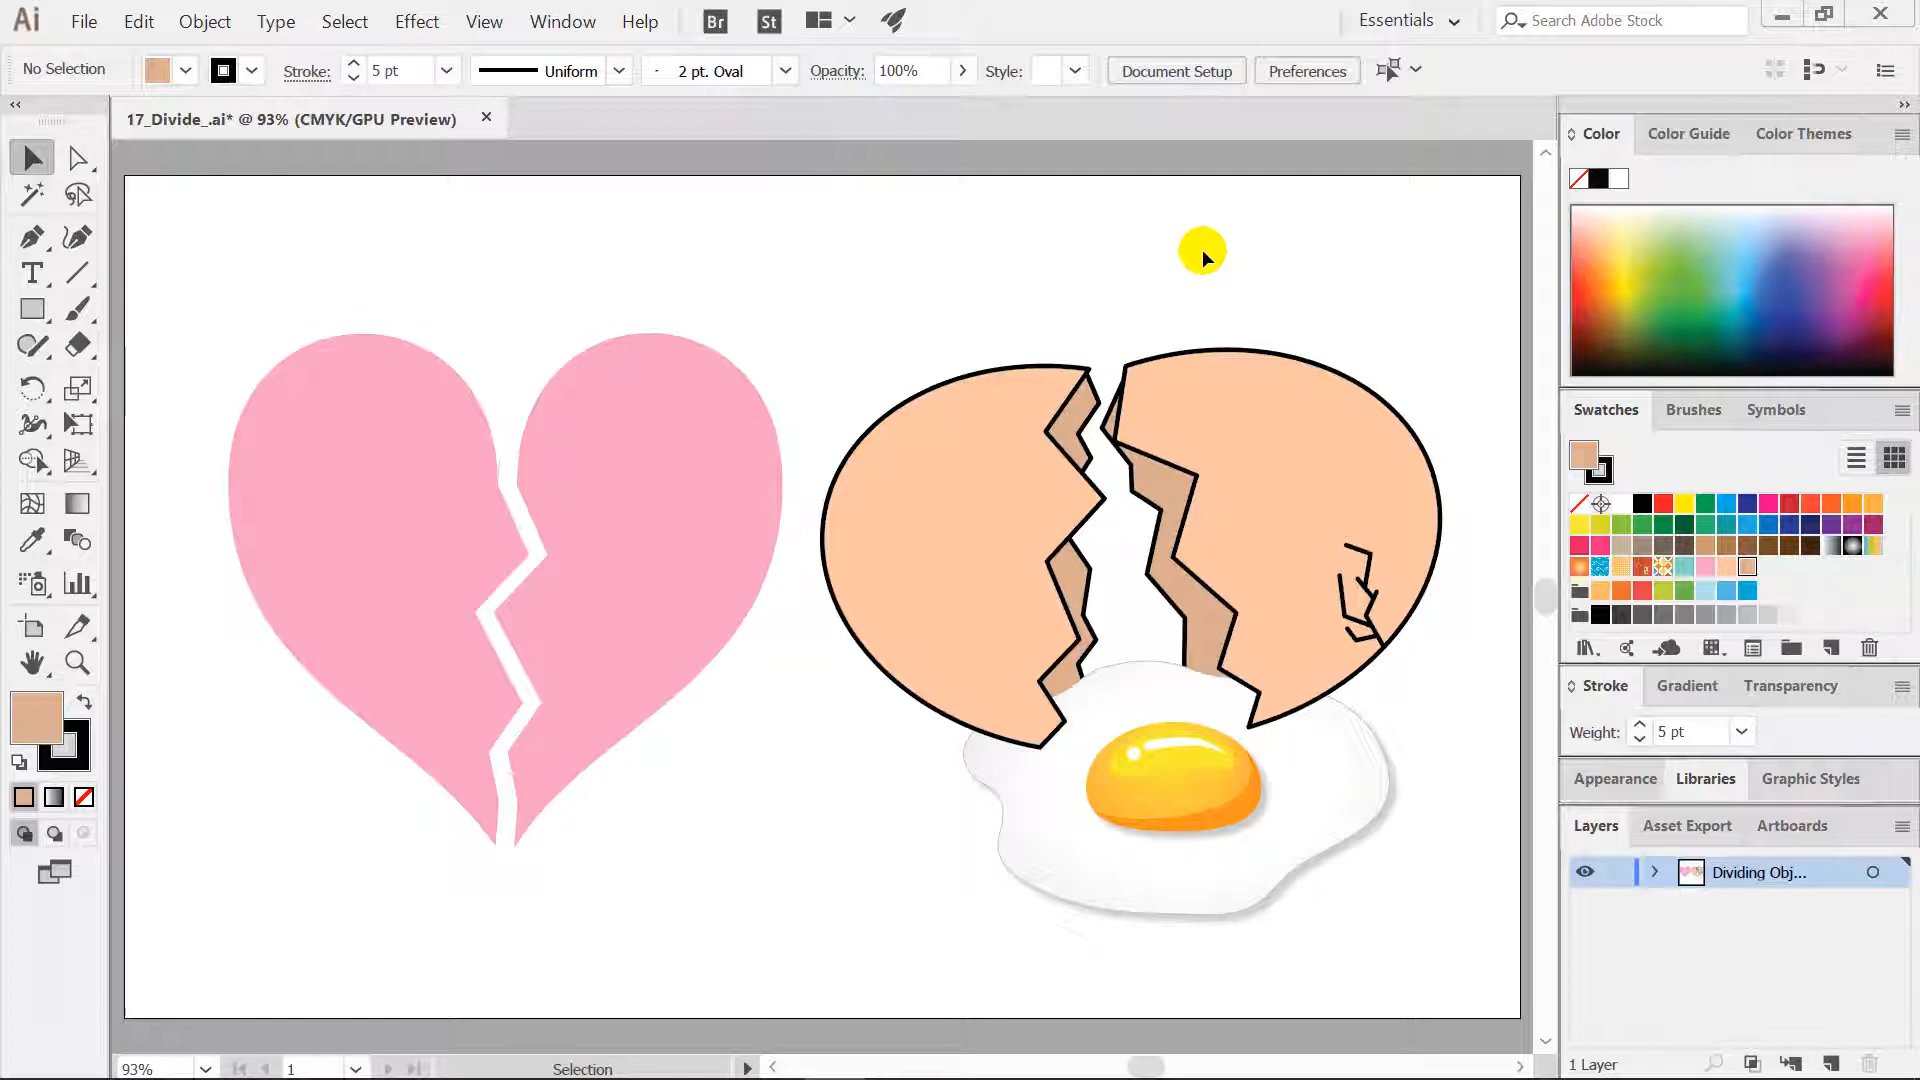 Ai File Edit Object Type Select Effect View Window Help Br St Essentials Search Adobe Stock
No Selection Stroke: 5 pt Uniform 2 pt. Oval Opacity: 100% Style: Document Setup Preferences
17_Divide_.ai* @ 93% (CMYK/GPU Preview)
Color Color Guide Color Themes
Swatches Brushes Symbols
Stroke Gradient Transparency
Weight: 5 pt
Appearance Libraries Graphic Styles
Layers Asset Export Artboards
Dividing Obj...
93% 1 Selection
1 Layer